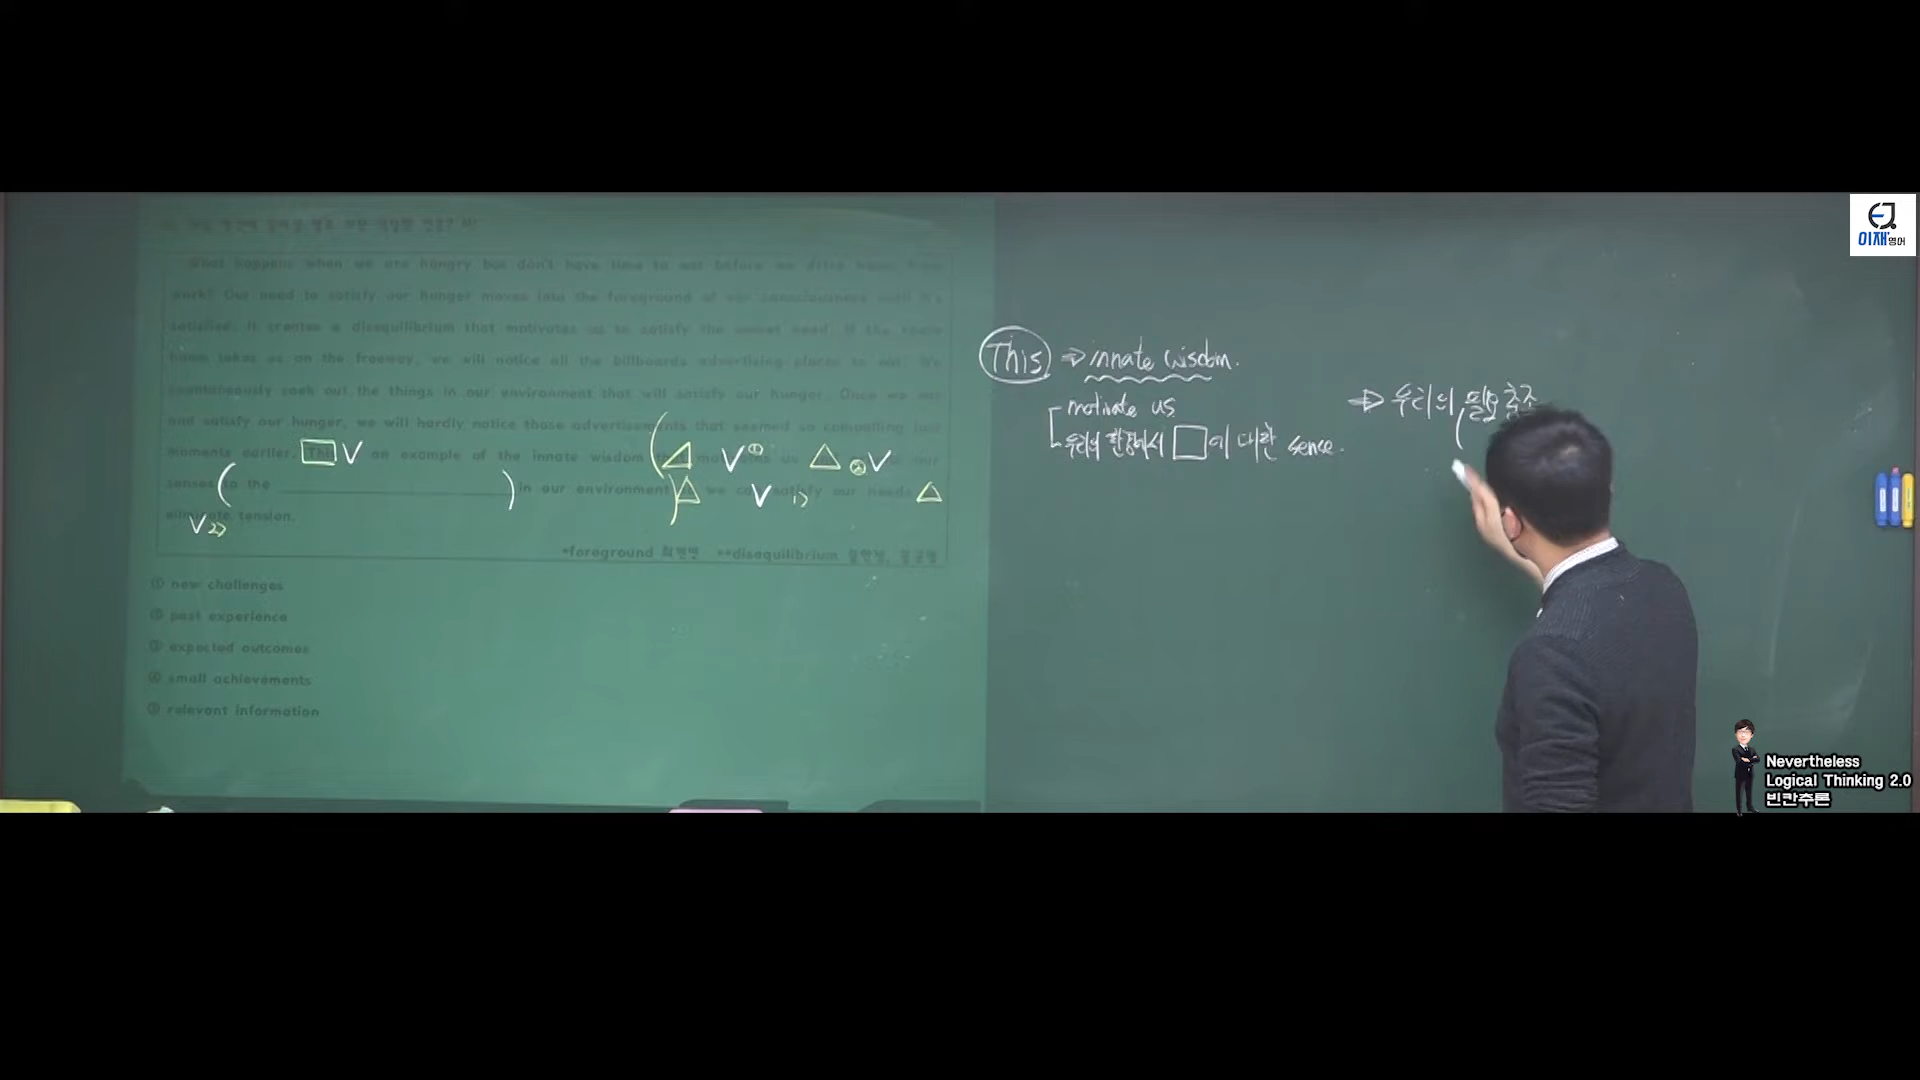 What happens when we are hungry but don't have time to eat before we drive home from
work? Our need to satisfy our hunger moves into the foreground of our consciousness until it's
satisfied. It creates a disequilibrium that motivates us to satisfy the unmet need. If the route
home takes us on the freeway, we will notice all the billboards advertising places to eat. We
spontaneously seek out the things in our environment that will satisfy our hunger. Once we eat
and satisfy our hunger, we will hardly notice those advertisements that seemed so compelling just
moments earlier. This an example of the innate wisdom that us our
senses to the in our environment we can satisfy our needs
eliminate tension.
*foreground 최전면 **disequilibrium 불안정, 불균형
① new challenges
② past experience
③ expected outcomes
④ small achievements
⑤ relevant information
V
V ① V
V 1>
V 2>
This ⇒ innate wisdom.
motivate us
우리의 환경에서 □에 대한 sense.
⇒ 우리의 필요 충족
EJ
이재영어
Nevertheless
Logical Thinking 2.0
빈칸추론